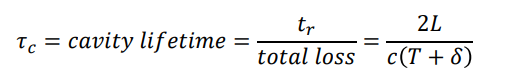 τ_c = cavity lifetime = t_r / total loss = 2L / c(T + δ)